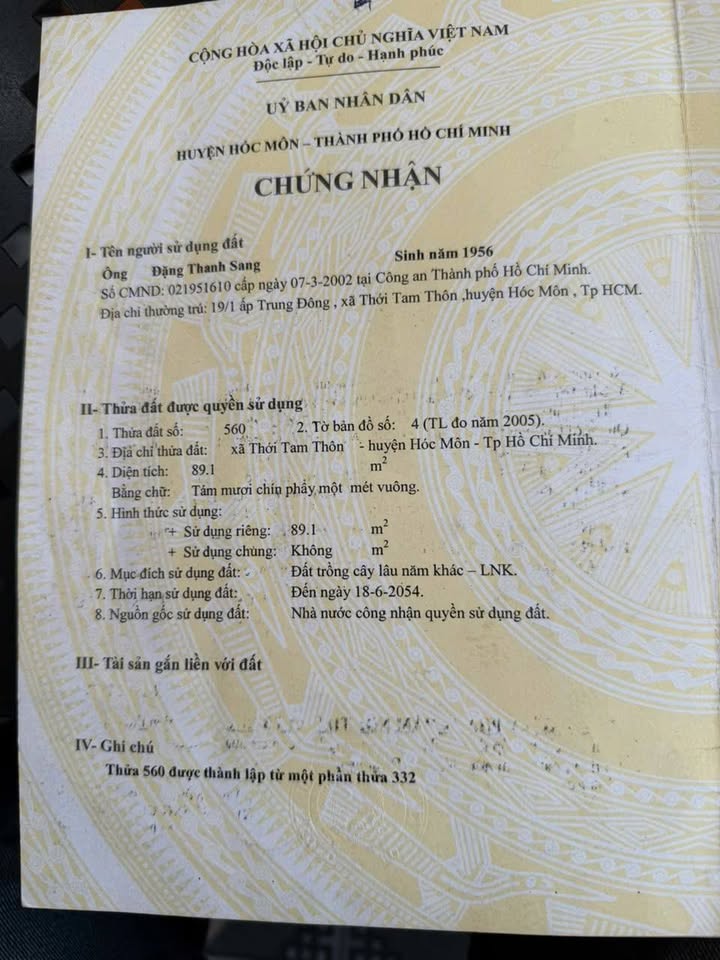 CỘNG HÒA XÃ HỘI CHỦ NGHĨA VIỆT NAM
Độc lập - Tự do - Hạnh phúc
UỶ BAN NHÂN DÂN
HUYỆN HÓC MÔN – THÀNH PHỐ HỒ CHÍ MINH
CHỨNG NHẬN
I- Tên người sử dụng đất
Ông Đặng Thanh Sang Sinh năm 1956
Số CMND: 021951610 cấp ngày 07-3-2002 tại Công an Thành phố Hồ Chí Minh.
Địa chỉ thường trú: 19/1 ấp Trung Đông , xã Thới Tam Thôn ,huyện Hóc Môn , Tp HCM.
II- Thửa đất được quyền sử dụng
1. Thửa đất số: 560 2. Tờ bản đồ số: 4 (TL đo năm 2005).
3. Địa chỉ thửa đất: xã Thới Tam Thôn - huyện Hóc Môn - Tp Hồ Chí Minh.
4. Diện tích: 89.1 m²
Bằng chữ: Tám mươi chín phẩy một mét vuông.
5. Hình thức sử dụng:
+ Sử dụng riêng: 89.1 m²
+ Sử dụng chung: Không m²
6. Mục đích sử dụng đất: Đất trồng cây lâu năm khác – LNK.
7. Thời hạn sử dụng đất: Đến ngày 18-6-2054.
8. Nguồn gốc sử dụng đất: Nhà nước công nhận quyền sử dụng đất.
III- Tài sản gắn liền với đất
IV- Ghi chú
Thửa 560 được thành lập từ một phần thửa 332